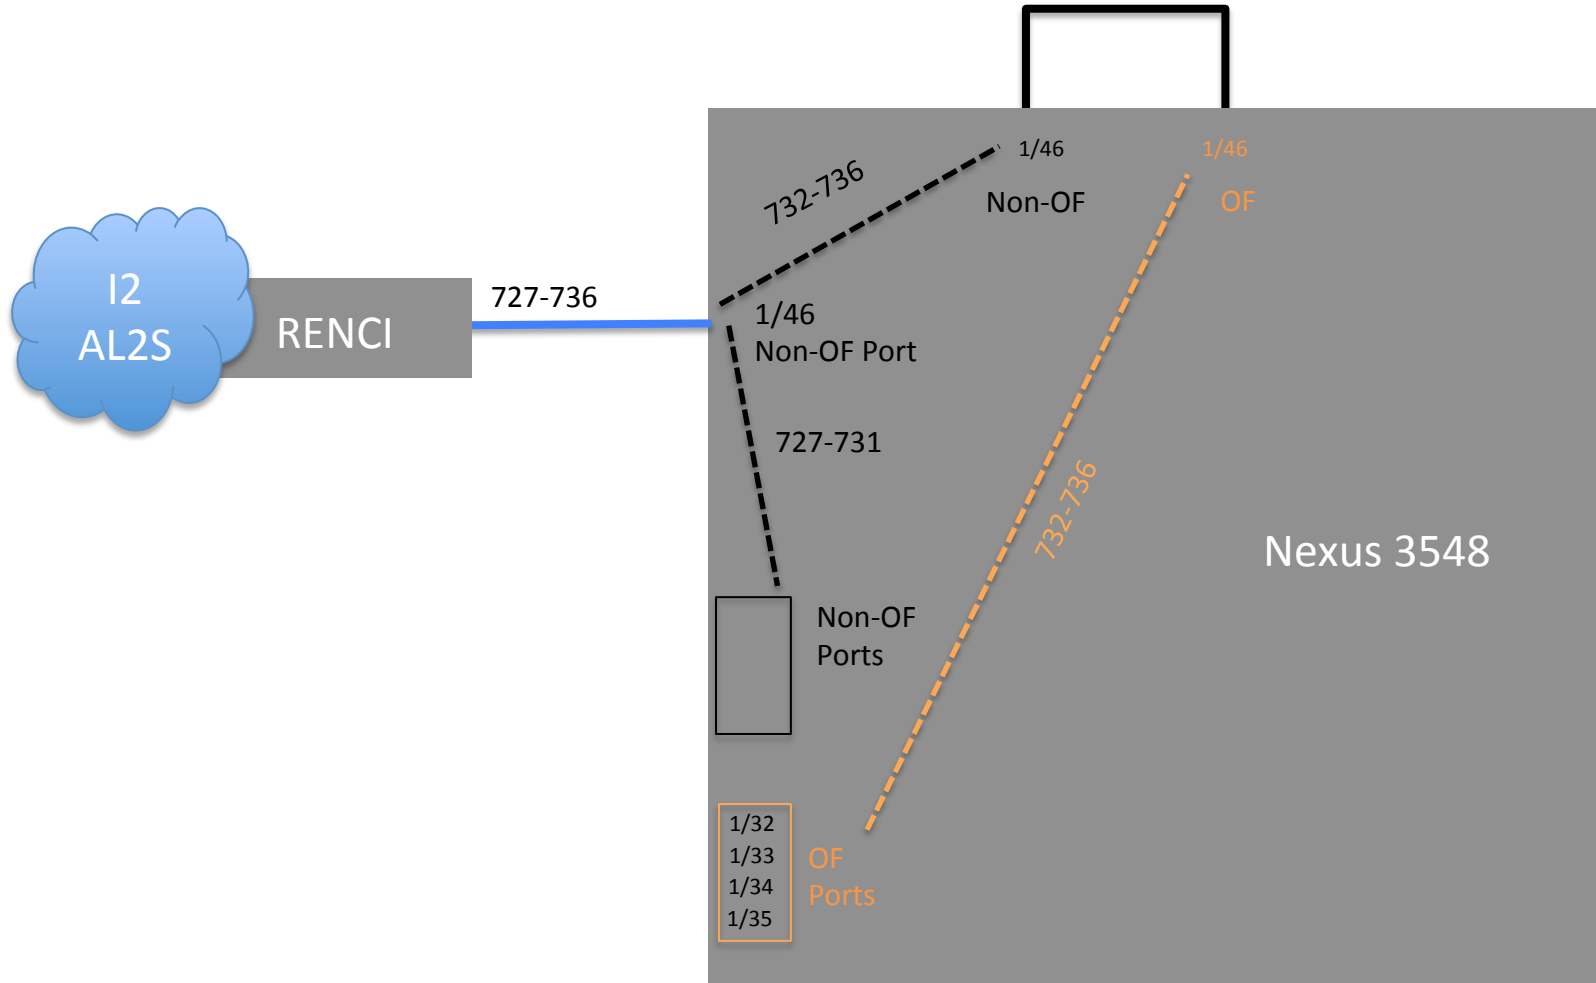 1/46
1/46
732-736
Non-OF
OF
I2
AL2S
RENCI
727-736
1/46
Non-OF Port
727-731
732-736
Nexus 3548
Non-OF
Ports
1/32
1/33
1/34
1/35
OF
Ports